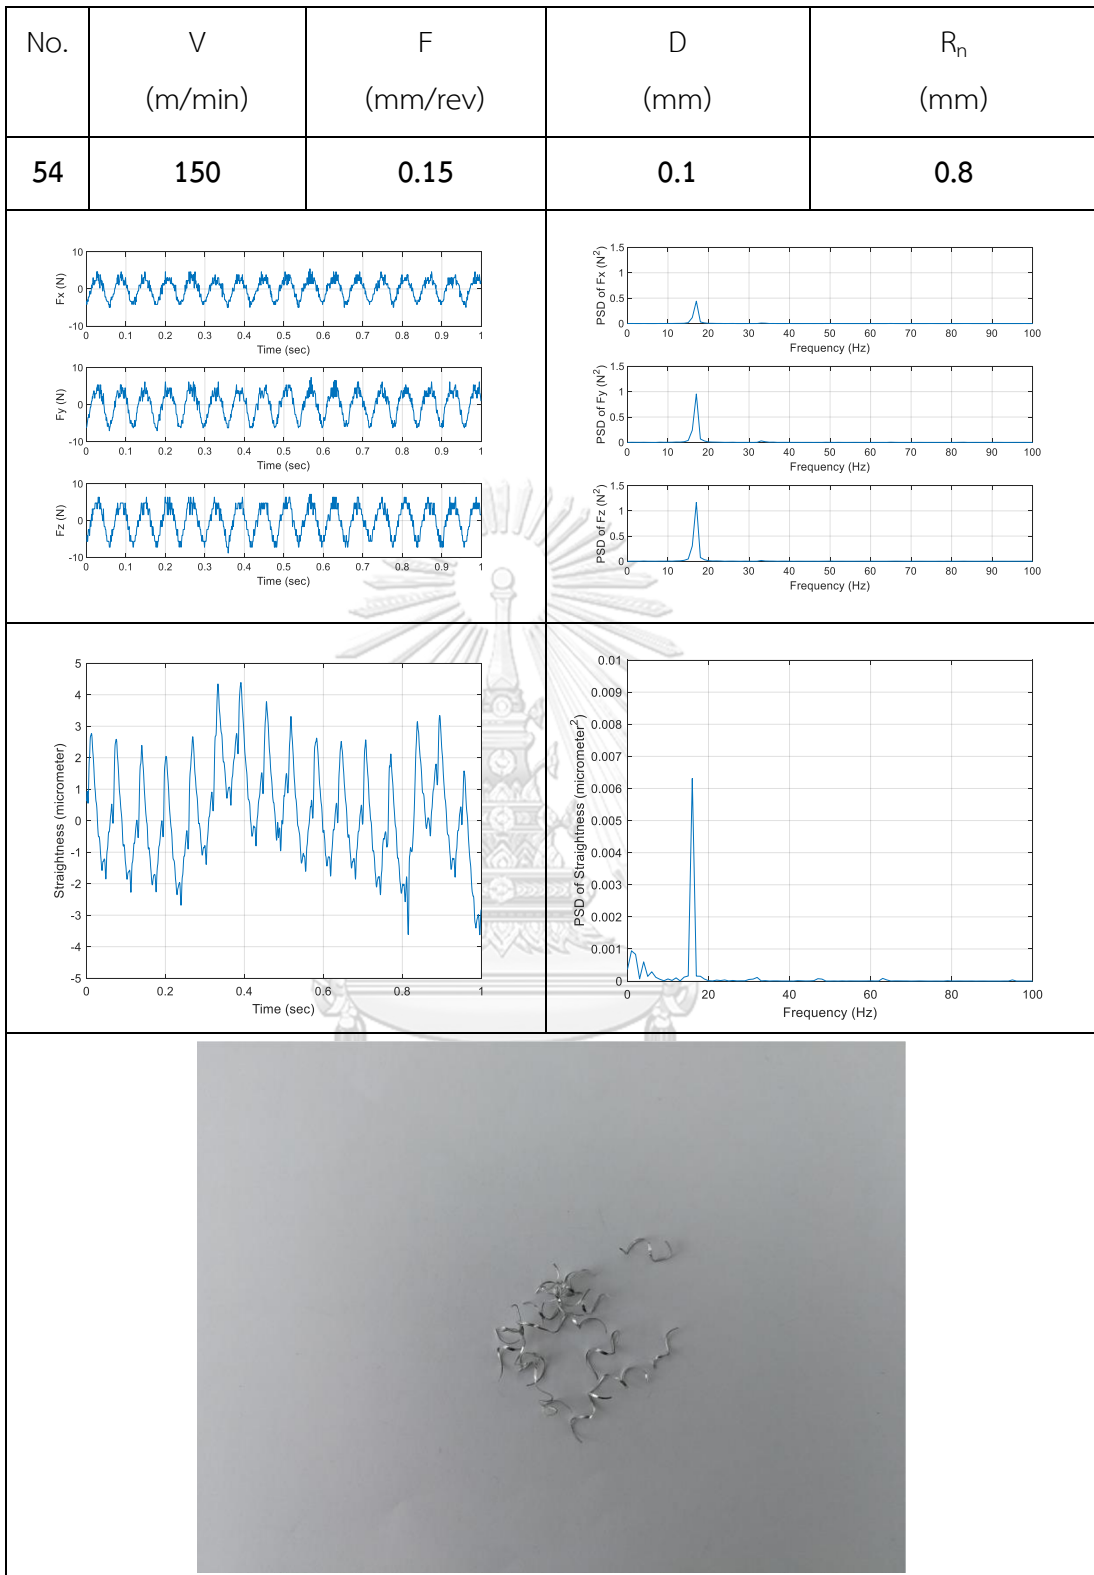 No. V F D Rn
(m/min) (mm/rev) (mm) (mm)
54 150 0.15 0.1 0.8
10
0
-10
Fx (N)
0 0.1 0.2 0.3 0.4 0.5 0.6 0.7 0.8 0.9 1
Time (sec)
10
0
-10
Fy (N)
0 0.1 0.2 0.3 0.4 0.5 0.6 0.7 0.8 0.9 1
Time (sec)
10
0
-10
Fz (N)
0 0.1 0.2 0.3 0.4 0.5 0.6 0.7 0.8 0.9 1
Time (sec)
1.5
1
0.5
0
PSD of Fx (N²)
0 10 20 30 40 50 60 70 80 90 100
Frequency (Hz)
1.5
1
0.5
0
PSD of Fy (N²)
0 10 20 30 40 50 60 70 80 90 100
Frequency (Hz)
1.5
1
0.5
0
PSD of Fz (N²)
0 10 20 30 40 50 60 70 80 90 100
Frequency (Hz)
5
4
3
2
1
0
-1
-2
-3
-4
-5
Straightness (micrometer)
0 0.2 0.4 0.6 0.8 1
Time (sec)
0.01
0.009
0.008
0.007
0.006
0.005
0.004
0.003
0.002
0.001
0
PSD of Straightness (micrometer²)
0 20 40 60 80 100
Frequency (Hz)